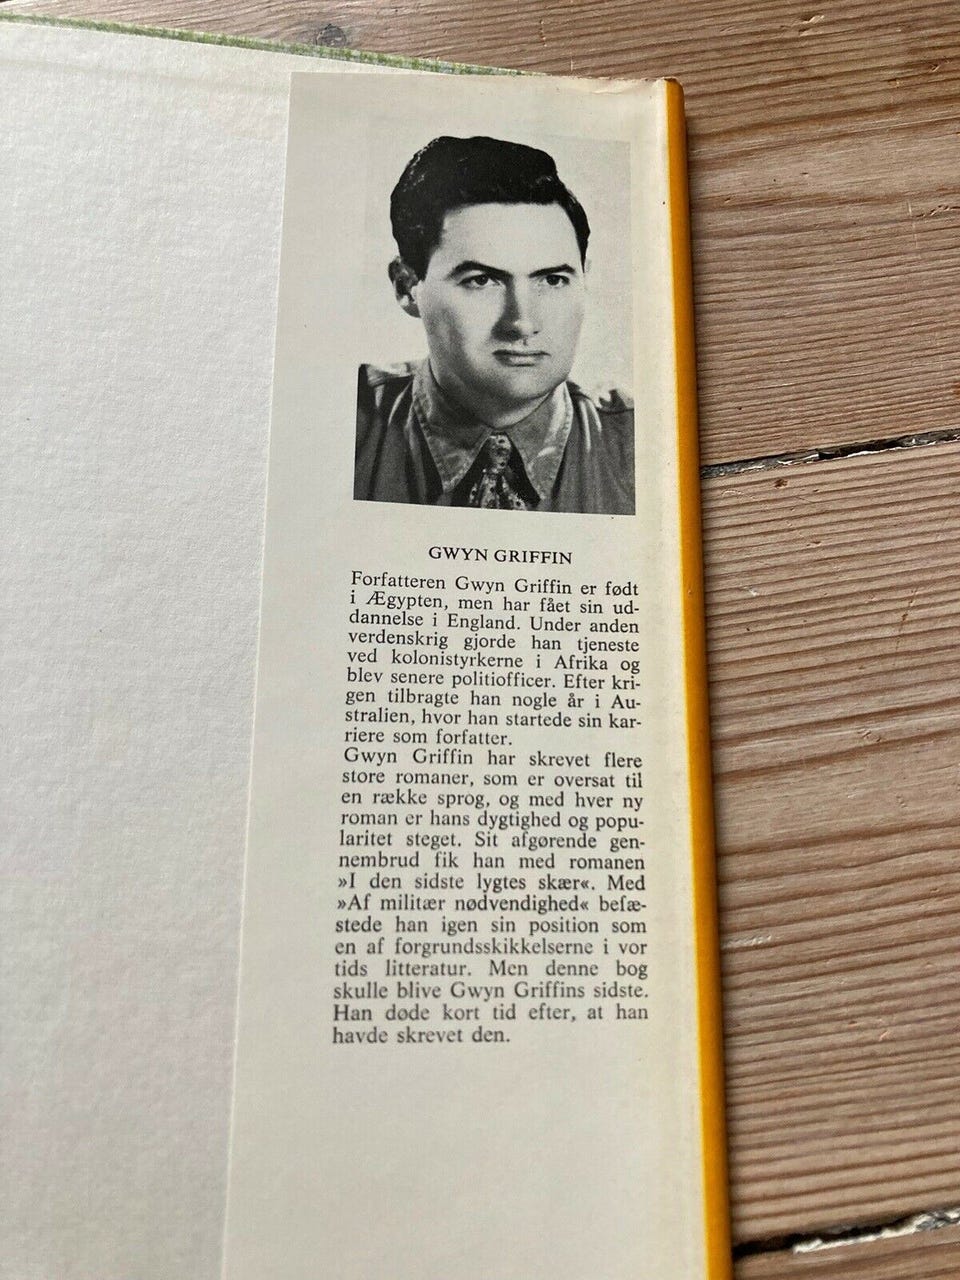 GWYN GRIFFIN
Forfatteren Gwyn Griffin er født
i Ægypten, men har fået sin ud-
dannelse i England. Under anden
verdenskrig gjorde han tjeneste
ved kolonistyrkerne i Afrika og
blev senere politiofficer. Efter kri-
gen tilbragte han nogle år i Au-
stralien, hvor han startede sin kar-
riere som forfatter.
Gwyn Griffin har skrevet flere
store romaner, som er oversat til
en række sprog, og med hver ny
roman er hans dygtighed og popu-
laritet steget. Sit afgørende gen-
nembrud fik han med romanen
»I den sidste lygtes skær«. Med
»Af militær nødvendighed« befæ-
stede han igen sin position som
en af forgrundsskikkelserne i vor
tids litteratur. Men denne bog
skulle blive Gwyn Griffins sidste.
Han døde kort tid efter, at han
havde skrevet den.